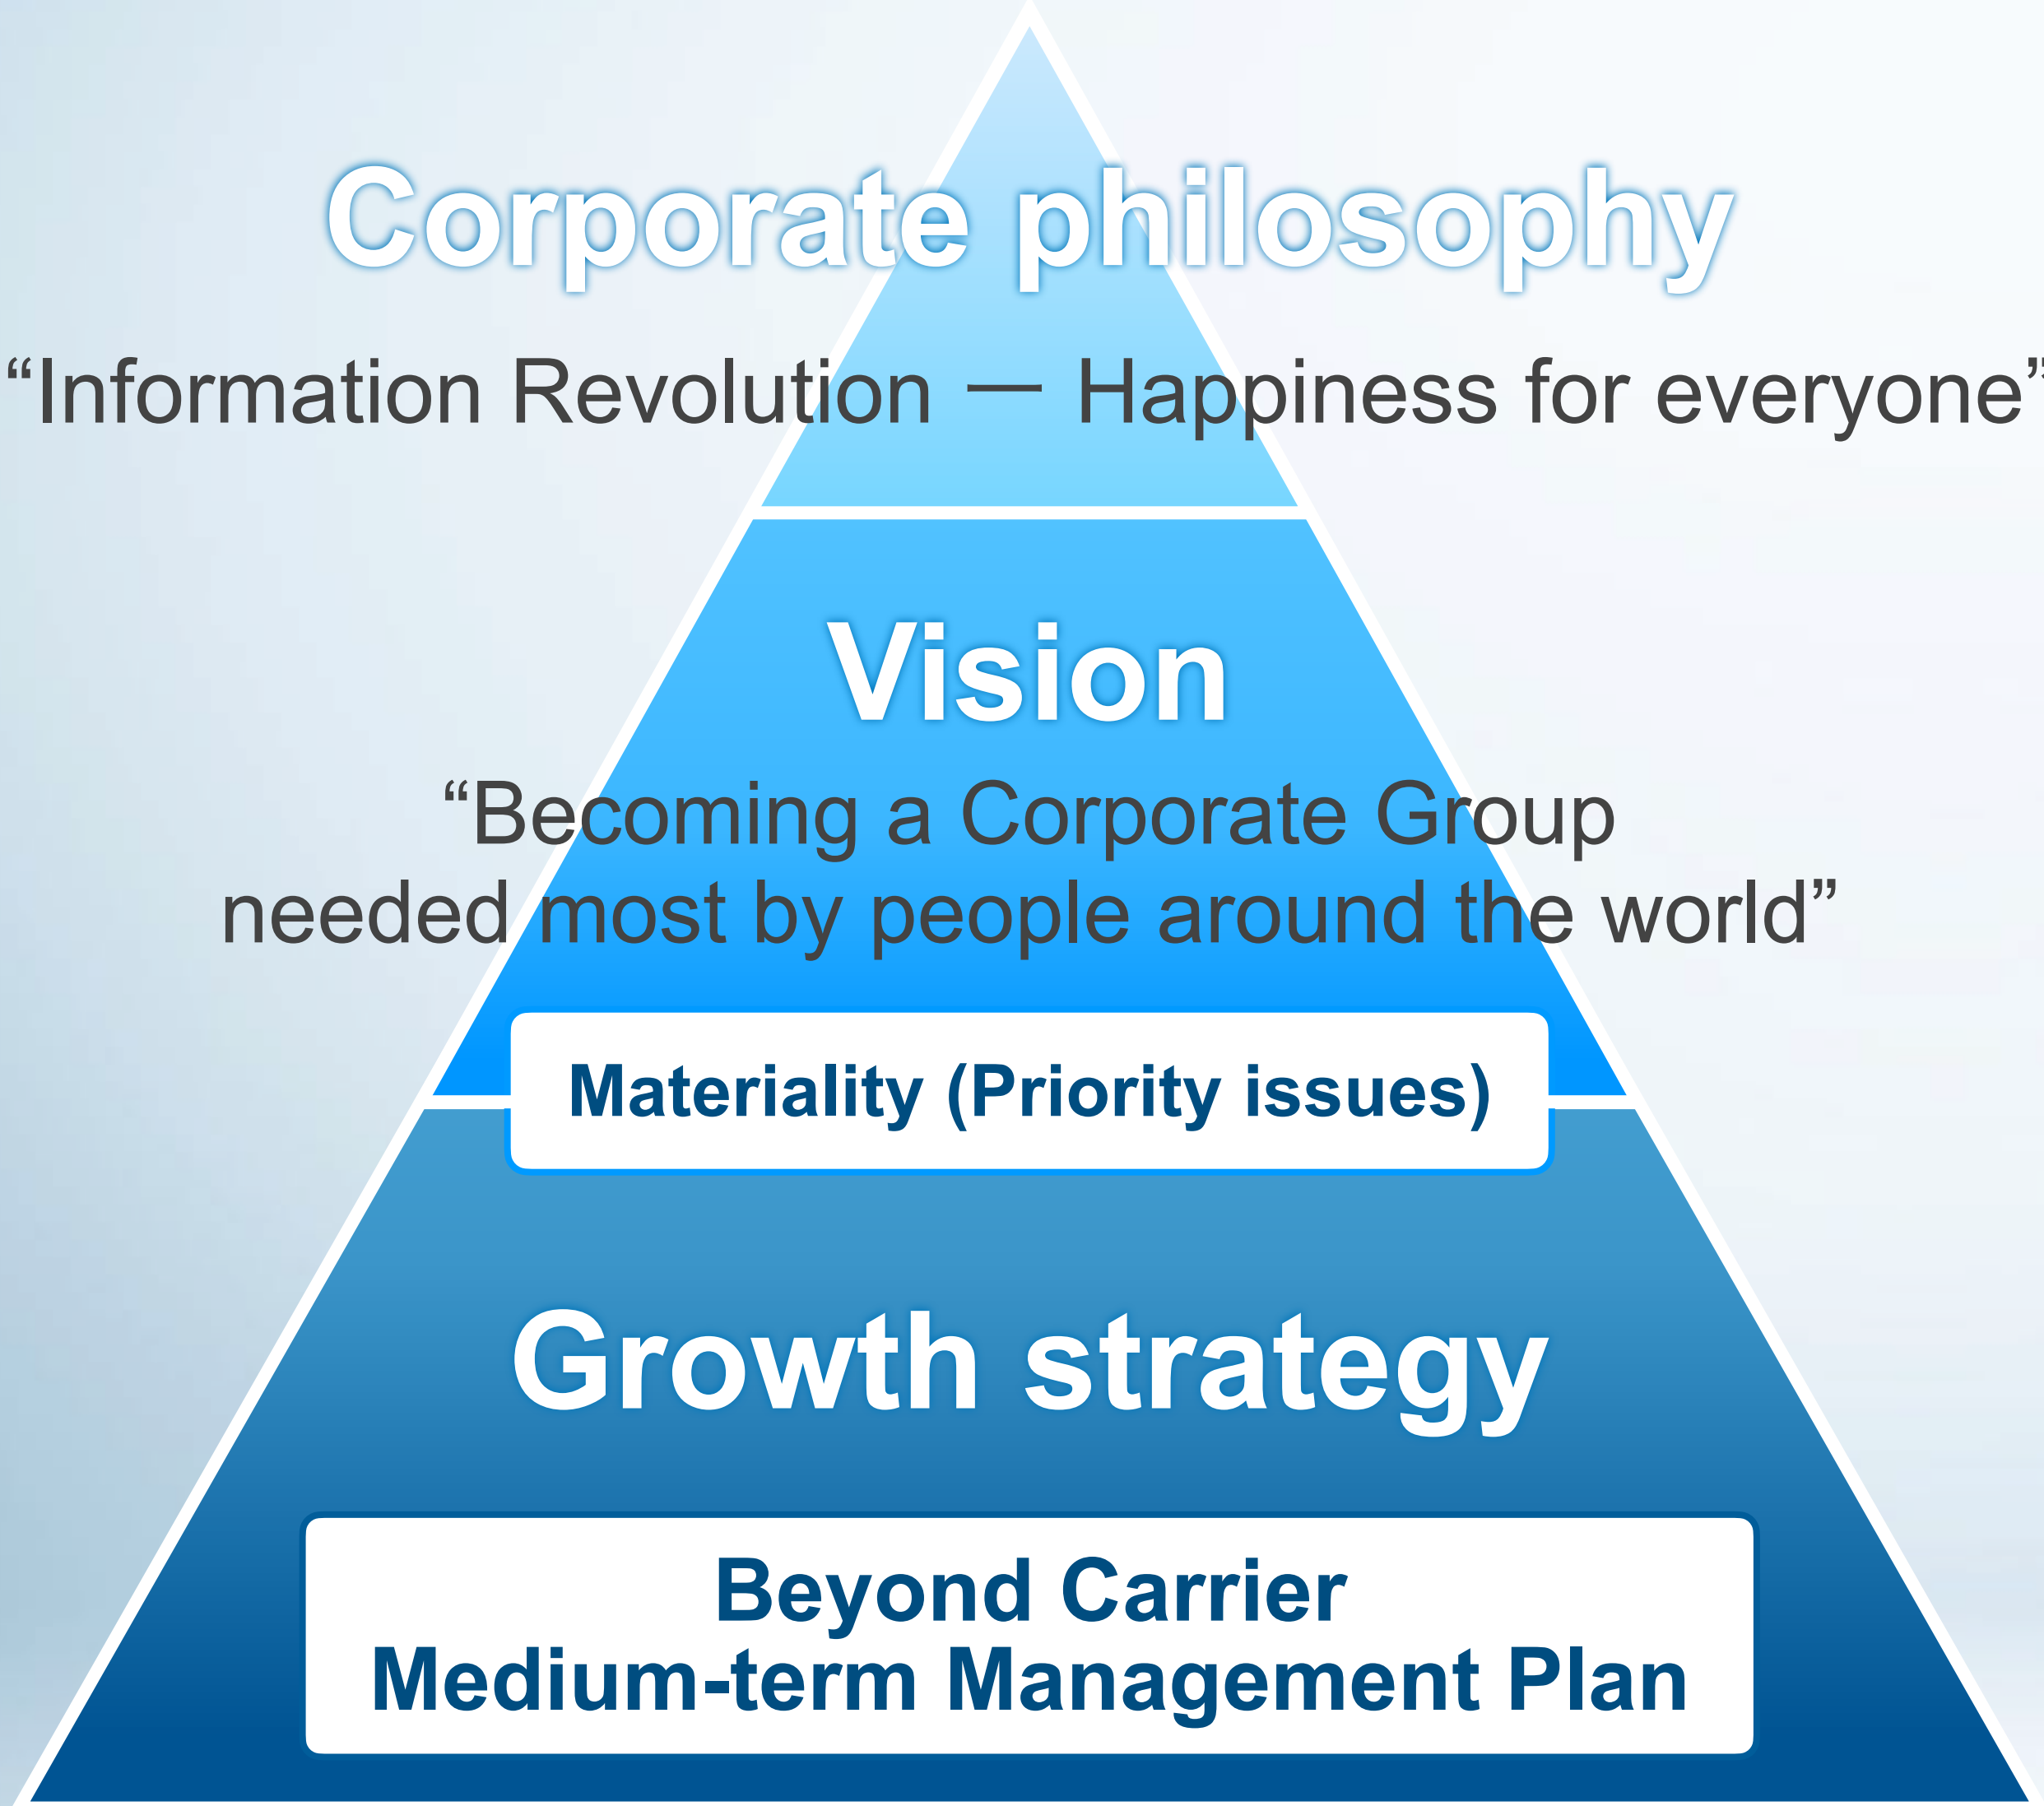 Corporate philosophy
“Information Revolution — Happiness for everyone”
Vision
“Becoming a Corporate Group
needed most by people around the world”
Materiality (Priority issues)
Growth strategy
Beyond Carrier
Medium-term Management Plan